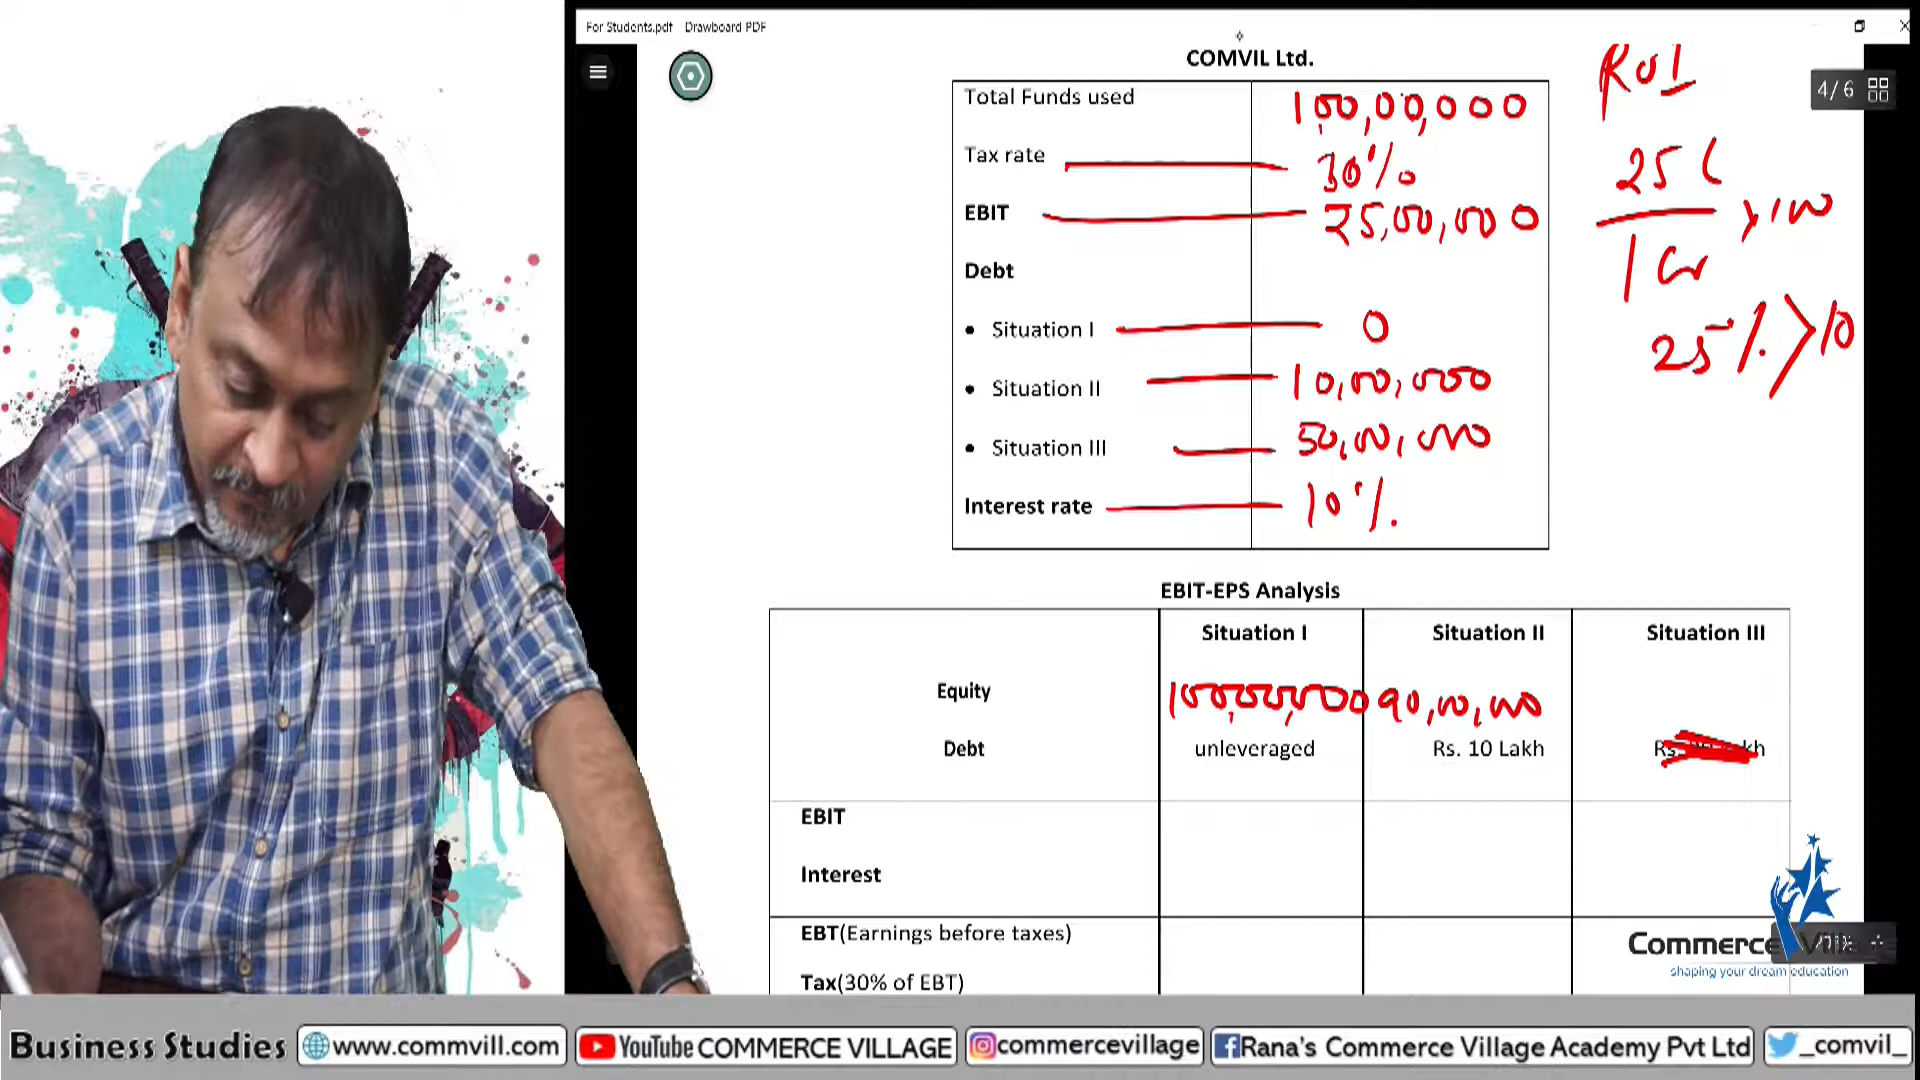 For Students.pdf Drawboard PDF
COMVIL Ltd.
4 / 6
Total Funds used 1,00,00,000
Tax rate 30%
EBIT 25,00,000
Debt
• Situation I 0
• Situation II 10,00,000
• Situation III 50,00,000
Interest rate 10%
ROI
25 L
1 Cr
×100
25% > 10
EBIT-EPS Analysis
Situation I Situation II Situation III
Equity 100,00,000 90,00,000
Debt unleveraged Rs. 10 Lakh
EBIT
Interest
EBT(Earnings before taxes)
Tax(30% of EBT)
Commerce Village
shaping your dream education
Business Studies www.commvill.com YouTube COMMERCE VILLAGE commercevillage Rana's Commerce Village Academy Pvt Ltd _comvil_